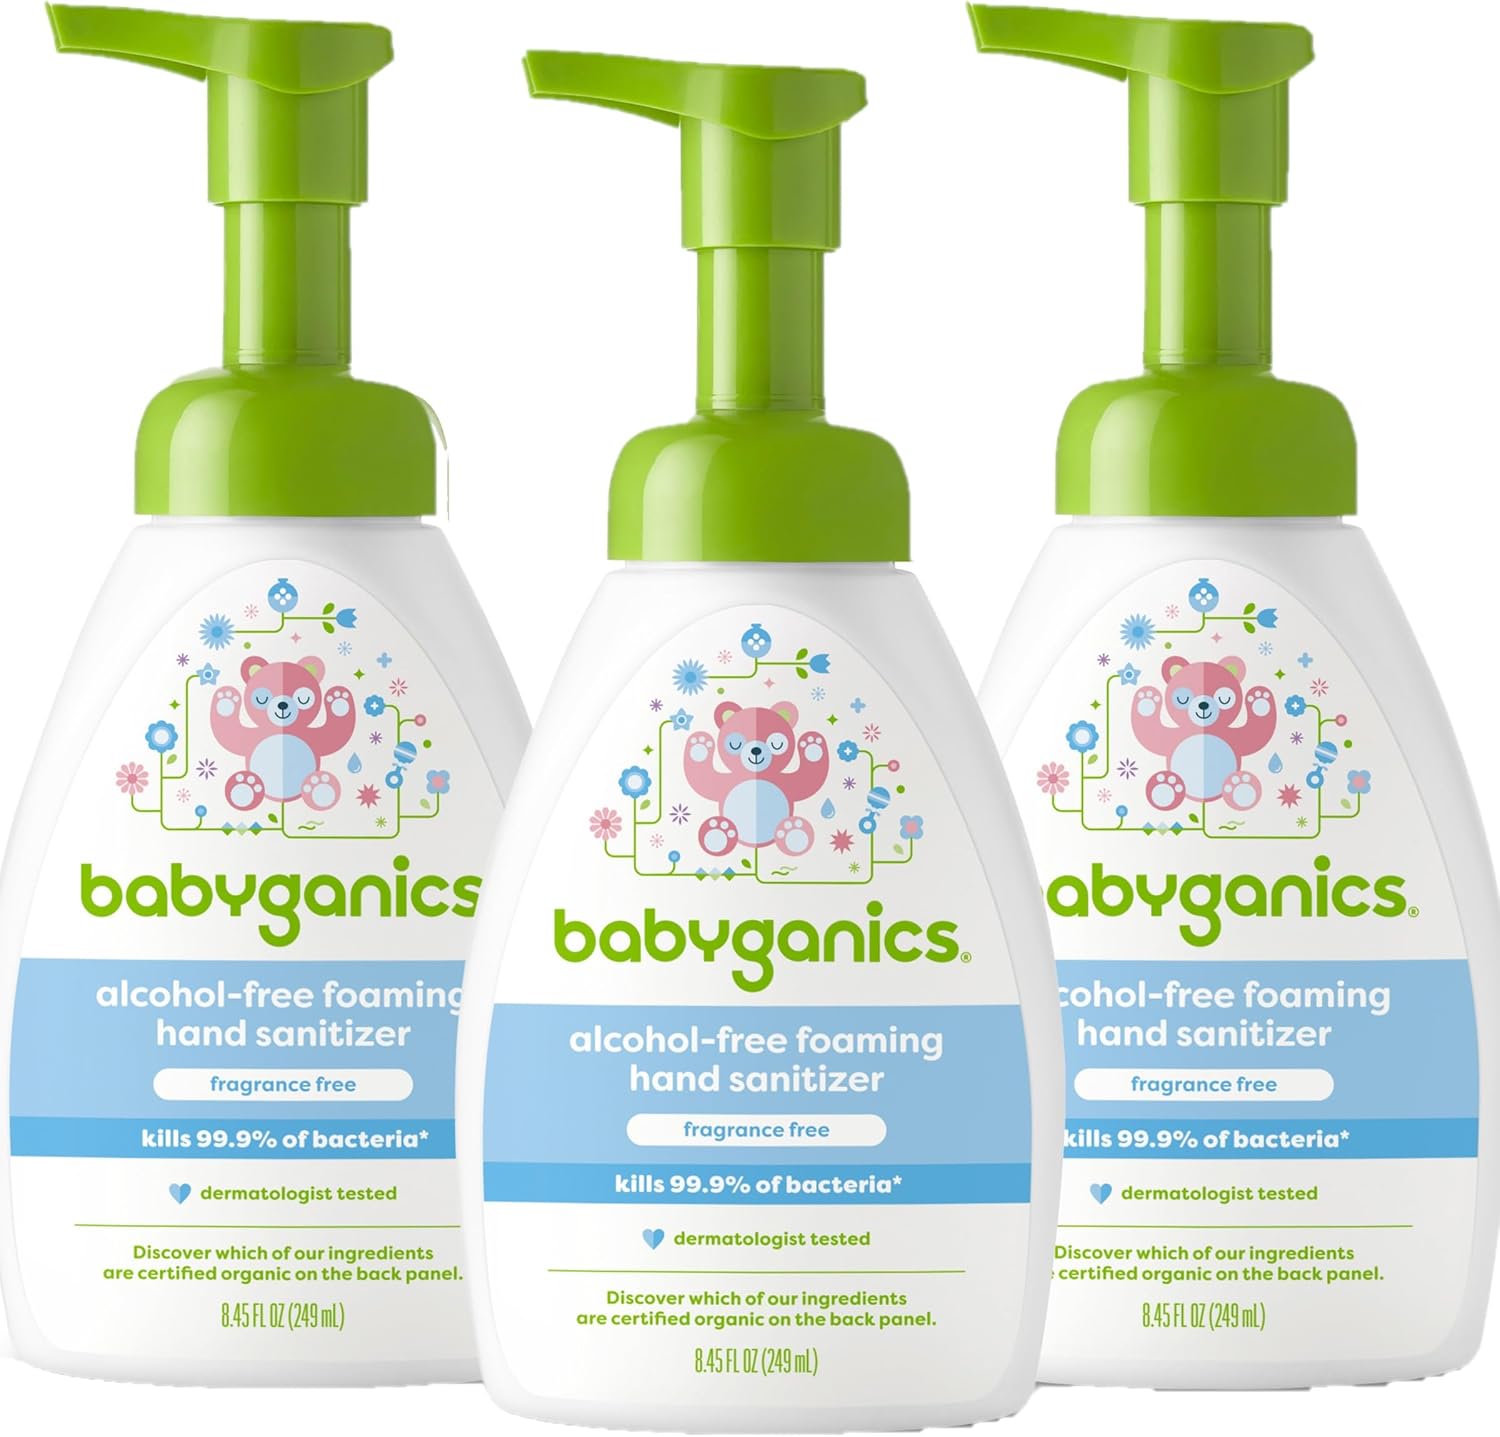 babyganics
alcohol-free foaming
hand sanitizer
fragrance free
kills 99.9% of bacteria*
dermatologist tested
Discover which of our ingredients
are certified organic on the back panel.
8.45 FL OZ (249 mL)
babyganics®
alcohol-free foaming
hand sanitizer
fragrance free
kills 99.9% of bacteria*
dermatologist tested
Discover which of our ingredients
are certified organic on the back panel.
8.45 FL OZ (249 mL)
abyganics®
cohol-free foaming
hand sanitizer
fragrance free
kills 99.9% of bacteria*
dermatologist tested
Discover which of our ingredients
certified organic on the back panel.
8.45 FL OZ (249 mL)